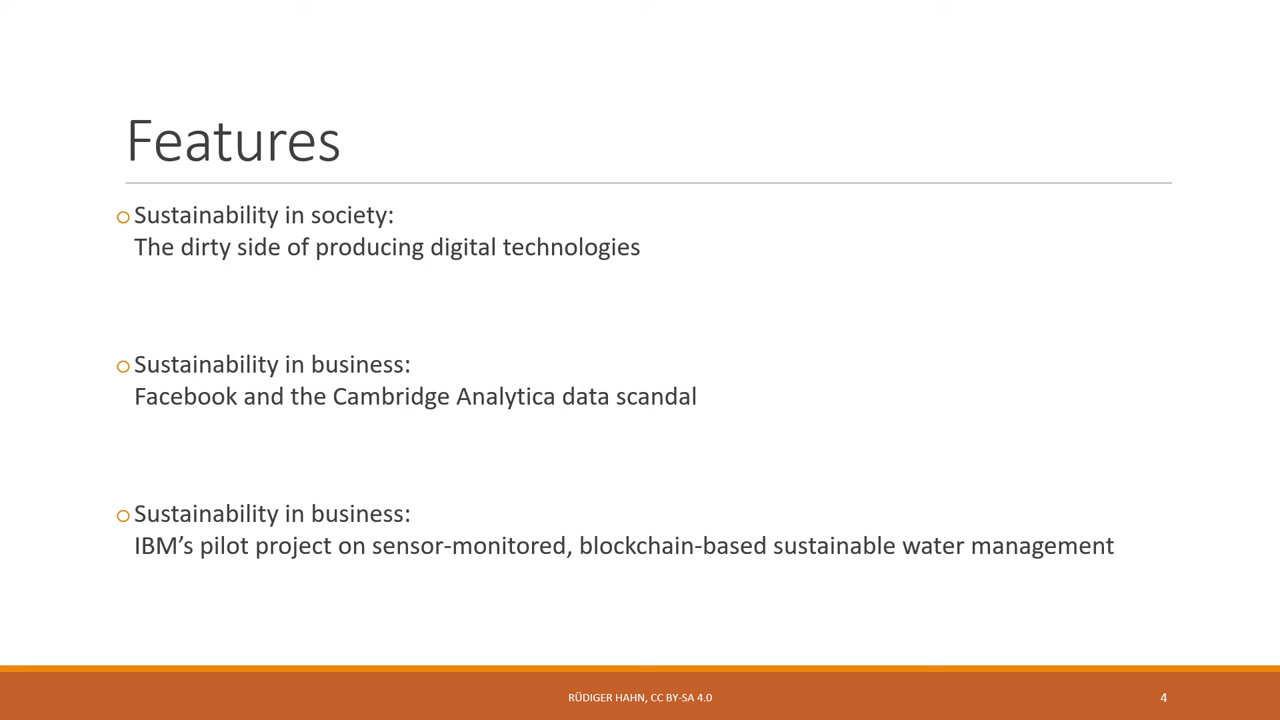 Features
Sustainability in society:
The dirty side of producing digital technologies
Sustainability in business:
Facebook and the Cambridge Analytica data scandal
Sustainability in business:
IBM’s pilot project on sensor-monitored, blockchain-based sustainable water management
RÜDIGER HAHN, CC BY-SA 4.0
4